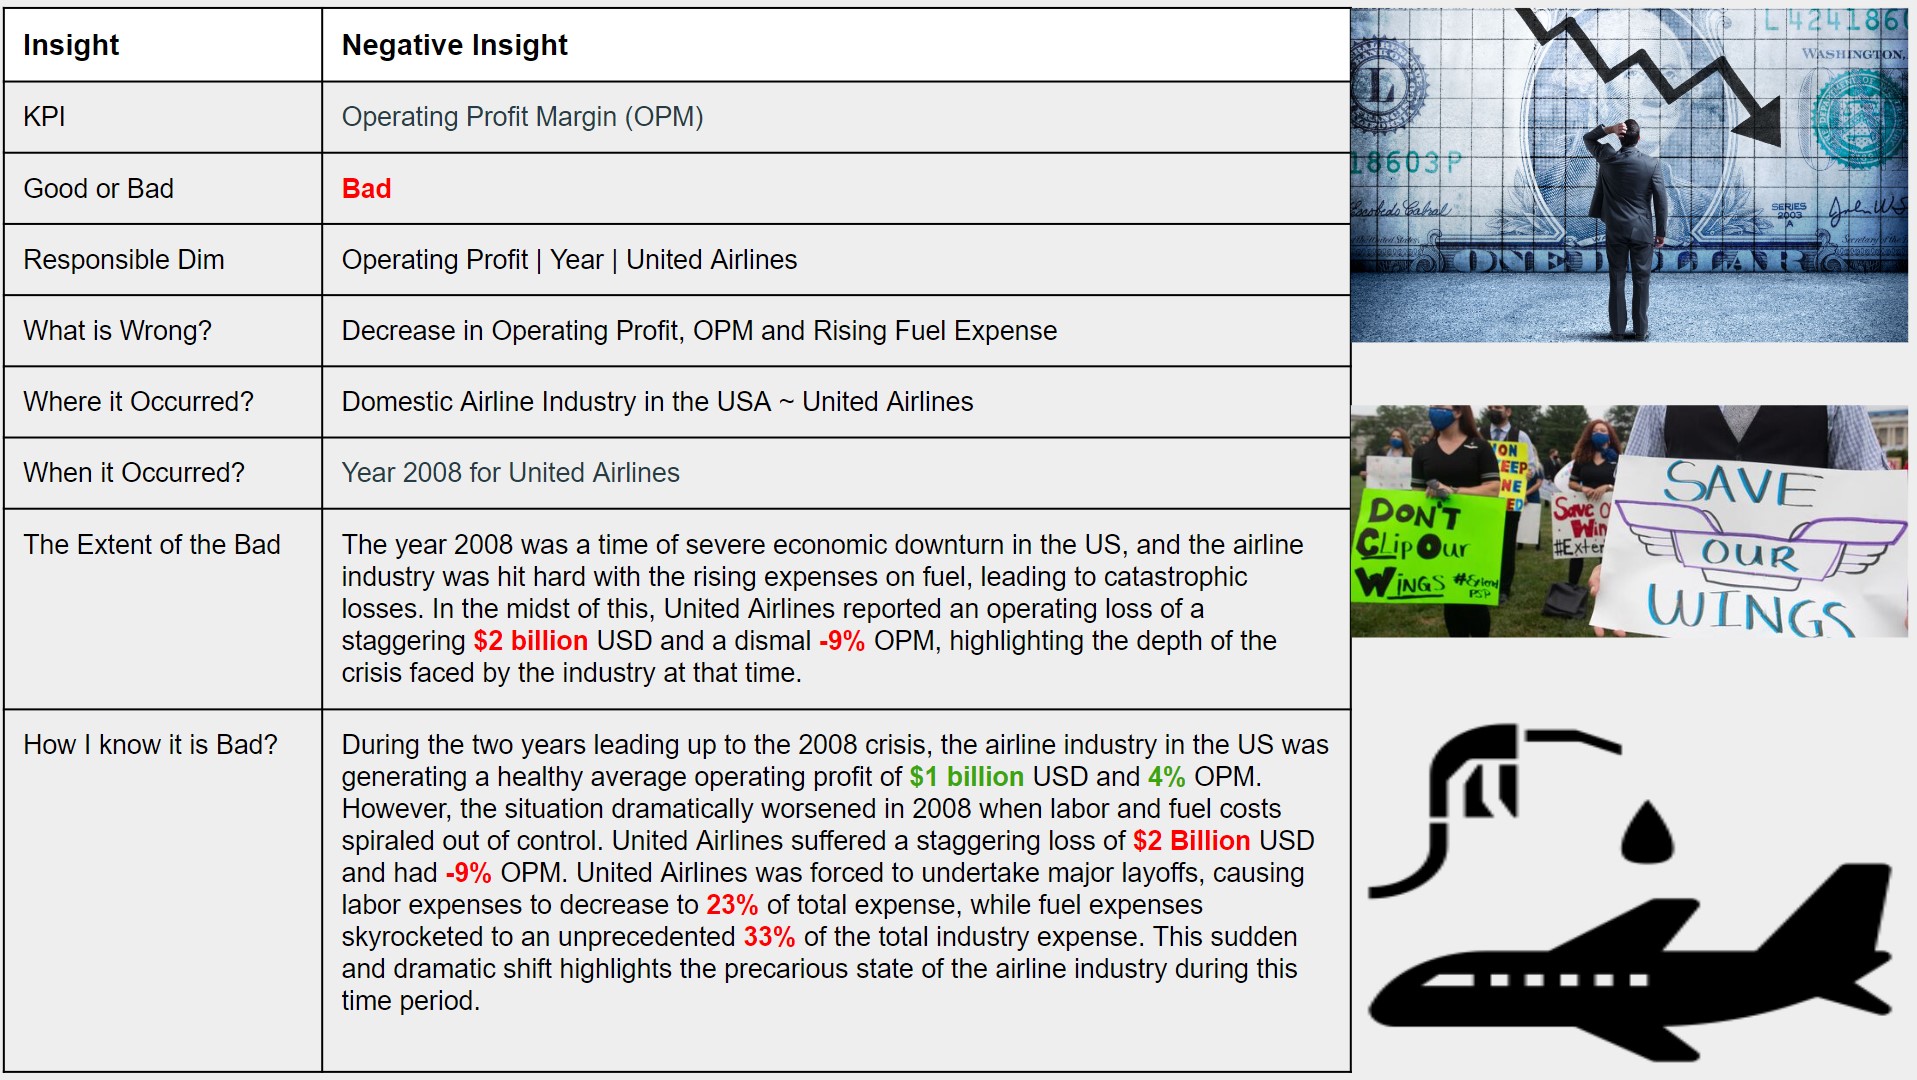 Insight
Negative Insight
KPI
Operating Profit Margin (OPM)
Good or Bad
Bad
Responsible Dim
Operating Profit | Year | United Airlines
What is Wrong?
Decrease in Operating Profit, OPM and Rising Fuel Expense
Where it Occurred?
Domestic Airline Industry in the USA ~ United Airlines
When it Occurred?
Year 2008 for United Airlines
The Extent of the Bad
The year 2008 was a time of severe economic downturn in the US, and the airline
industry was hit hard with the rising expenses on fuel, leading to catastrophic
losses. In the midst of this, United Airlines reported an operating loss of a
staggering $2 billion USD and a dismal -9% OPM, highlighting the depth of the
crisis faced by the industry at that time.
How I know it is Bad?
During the two years leading up to the 2008 crisis, the airline industry in the US was
generating a healthy average operating profit of $1 billion USD and 4% OPM.
However, the situation dramatically worsened in 2008 when labor and fuel costs
spiraled out of control. United Airlines suffered a staggering loss of $2 Billion USD
and had -9% OPM. United Airlines was forced to undertake major layoffs, causing
labor expenses to decrease to 23% of total expense, while fuel expenses
skyrocketed to an unprecedented 33% of the total industry expense. This sudden
and dramatic shift highlights the precarious state of the airline industry during this
time period.
L 424186
WASHINGTON,
L
18603P
SERIES
2003
A
ONE DOLLAR
DON'T
CLip Our
WINGS #Extend
PSP
Save
Win
#Exten
SAVE
OUR
WINGS